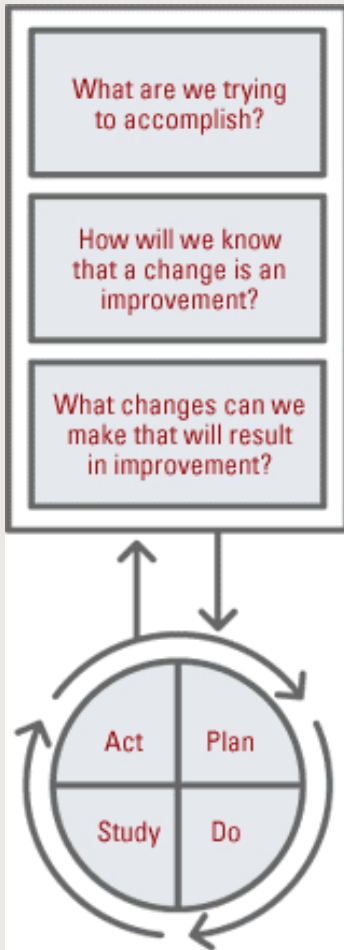 What are we trying
to accomplish?
How will we know
that a change is an
improvement?
What changes can we
make that will result
in improvement?
Act Plan
Study Do